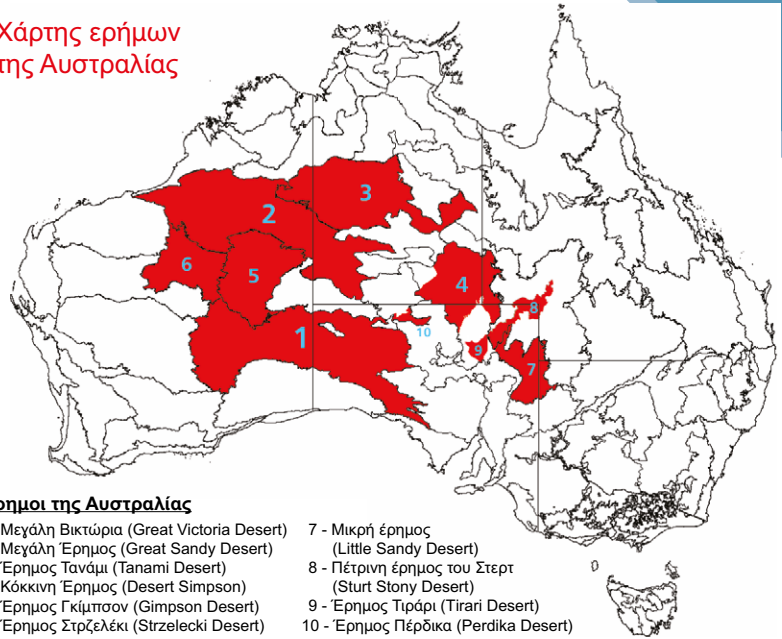 Χάρτης ερήμων
της Αυστραλίας
3
2
6
5
4
8
1
10
9
7
ρημοι της Αυστραλίας
Μεγάλη Βικτώρια (Great Victoria Desert)
Μεγάλη Έρημος (Great Sandy Desert)
Έρημος Τανάμι (Tanami Desert)
Κόκκινη Έρημος (Desert Simpson)
Έρημος Γκίμπσον (Gimpson Desert)
Έρημος Στρζελέκι (Strzelecki Desert)
7 - Μικρή έρημος
(Little Sandy Desert)
8 - Πέτρινη έρημος του Στερτ
(Sturt Stony Desert)
9 - Έρημος Τιράρι (Tirari Desert)
10 - Έρημος Πέρδικα (Perdika Desert)